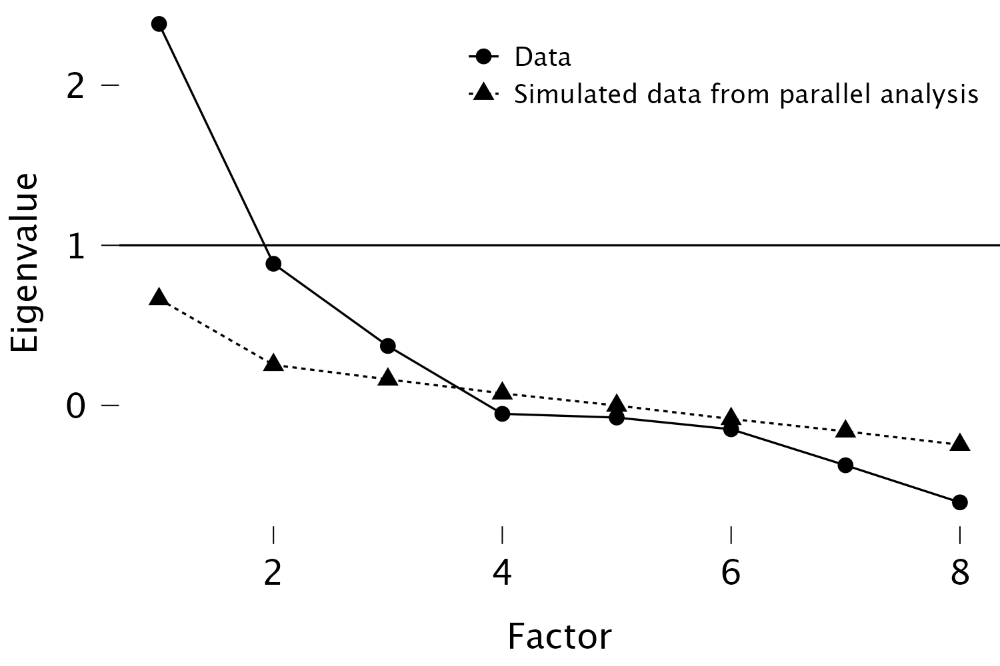 Data
Simulated data from parallel analysis
2
1
0
Eigenvalue
2 4 6 8
Factor